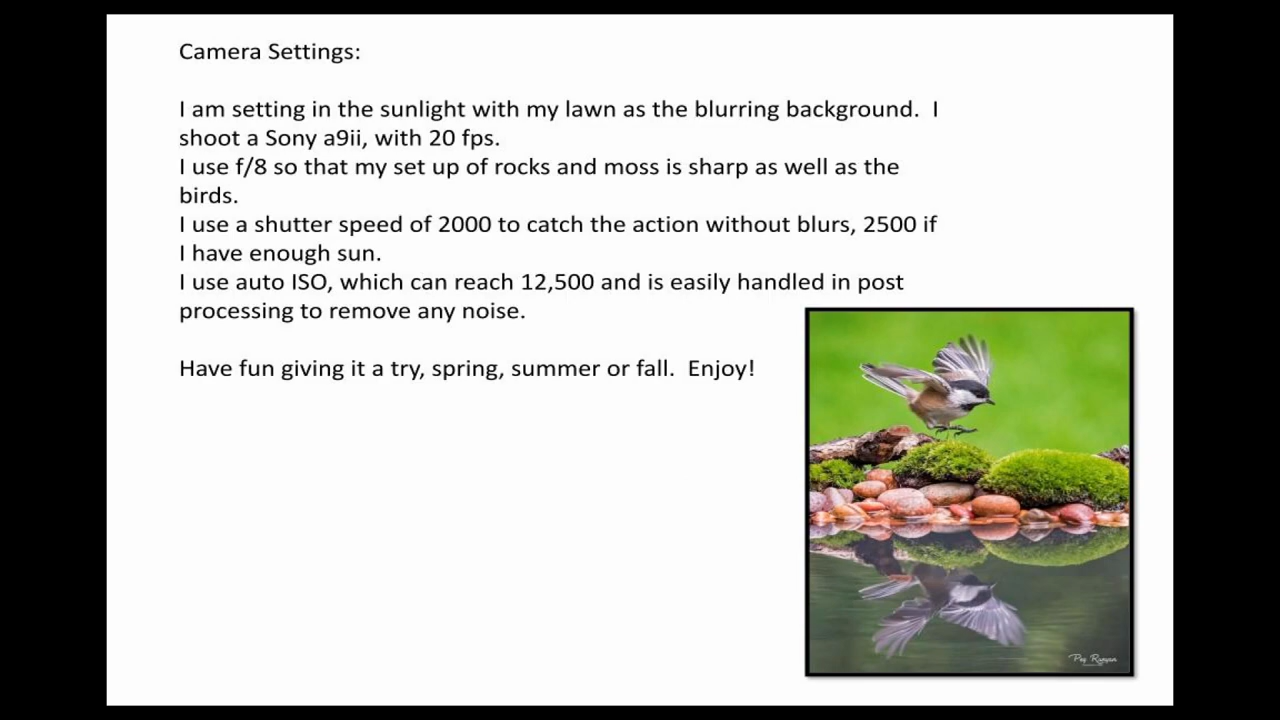 Camera Settings:
I am setting in the sunlight with my lawn as the blurring background.  I
shoot a Sony a9ii, with 20 fps.
I use f/8 so that my set up of rocks and moss is sharp as well as the
birds.
I use a shutter speed of 2000 to catch the action without blurs, 2500 if
I have enough sun.
I use auto ISO, which can reach 12,500 and is easily handled in post
processing to remove any noise.
Have fun giving it a try, spring, summer or fall.  Enjoy!